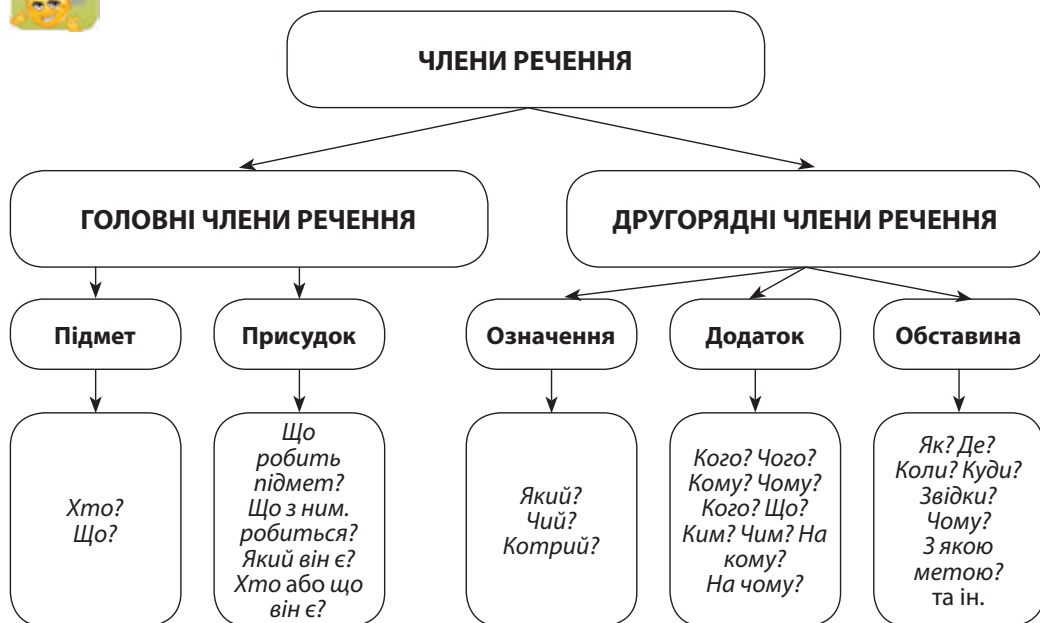 ЧЛЕНИ РЕЧЕННЯ
ГОЛОВНІ ЧЛЕНИ РЕЧЕННЯ
ДРУГОРЯДНІ ЧЛЕНИ РЕЧЕННЯ
Підмет
Присудок
Означення
Додаток
Обставина
Хто?
Що?
Що
робить
підмет?
Що з ним.
робиться?
Який він є?
Хто або що
він є?
Який?
Чий?
Котрий?
Кого? Чого?
Кому? Чому?
Кого? Що?
Ким? Чим? На
кому?
На чому?
Як? Де?
Коли? Куди?
Звідки?
Чому?
З якою
метою?
та ін.